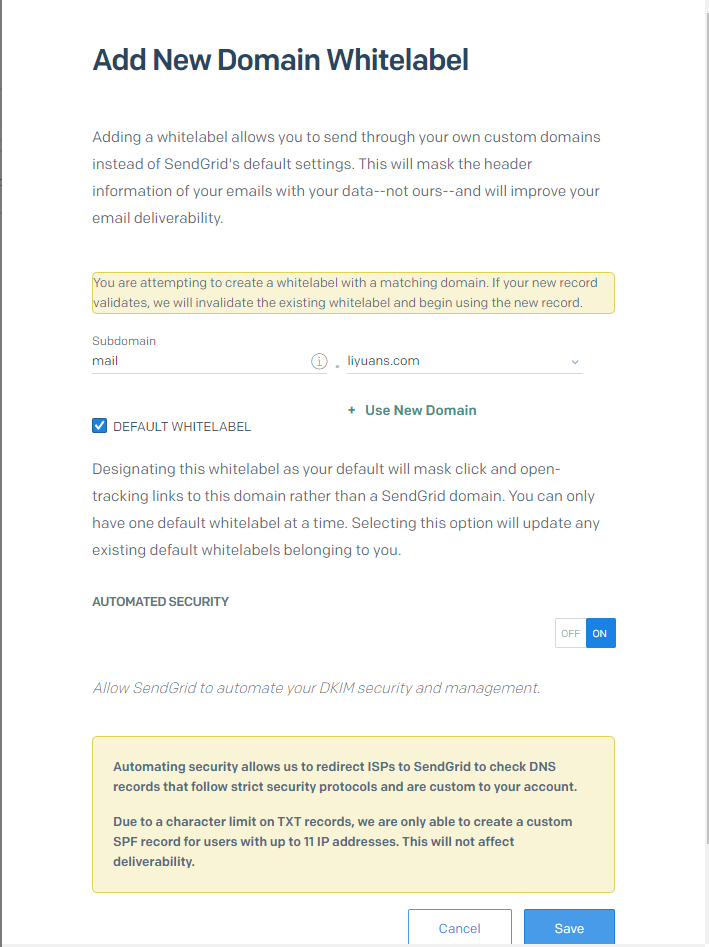 Add New Domain Whitelabel
Adding a whitelabel allows you to send through your own custom domains
instead of SendGrid's default settings. This will mask the header
information of your emails with your data--not ours--and will improve your
email deliverability.
You are attempting to create a whitelabel with a matching domain. If your new record
validates, we will invalidate the existing whitelabel and begin using the new record.
Subdomain
mail . liyuans.com
+ Use New Domain
DEFAULT WHITELABEL
Designating this whitelabel as your default will mask click and open-
tracking links to this domain rather than a SendGrid domain. You can only
have one default whitelabel at a time. Selecting this option will update any
existing default whitelabels belonging to you.
AUTOMATED SECURITY
OFF ON
Allow SendGrid to automate your DKIM security and management.
Automating security allows us to redirect ISPs to SendGrid to check DNS
records that follow strict security protocols and are custom to your account.
Due to a character limit on TXT records, we are only able to create a custom
SPF record for users with up to 11 IP addresses. This will not affect
deliverability.
Cancel Save